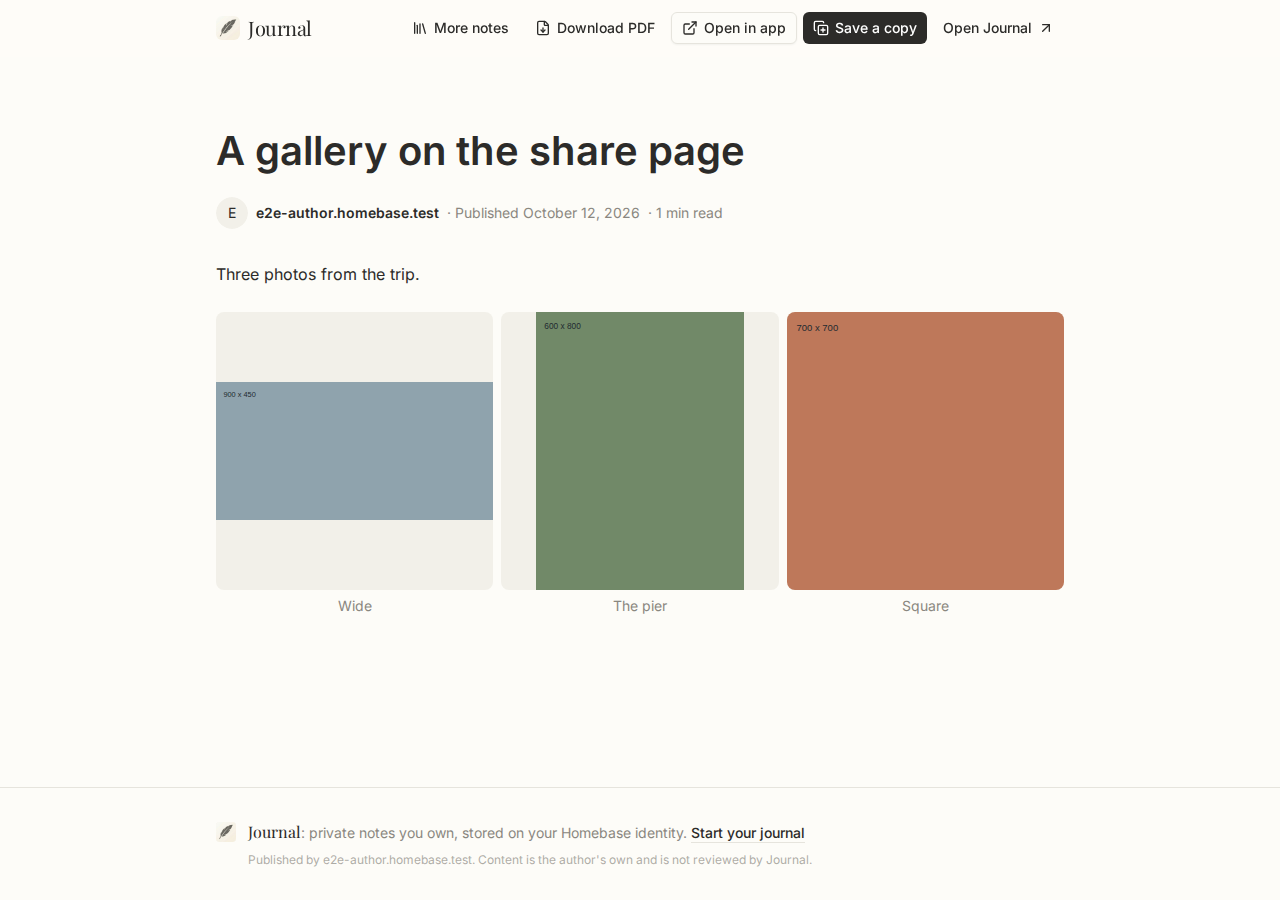 Journal
More notes
Download PDF
Open in app
Save a copy
Open Journal
A gallery on the share page
E
e2e-author.homebase.test · Published October 12, 2026 · 1 min read
Three photos from the trip.
900 x 450
600 x 800
700 x 700
Wide
The pier
Square
Journal: private notes you own, stored on your Homebase identity. Start your journal
Published by e2e-author.homebase.test. Content is the author's own and is not reviewed by Journal.